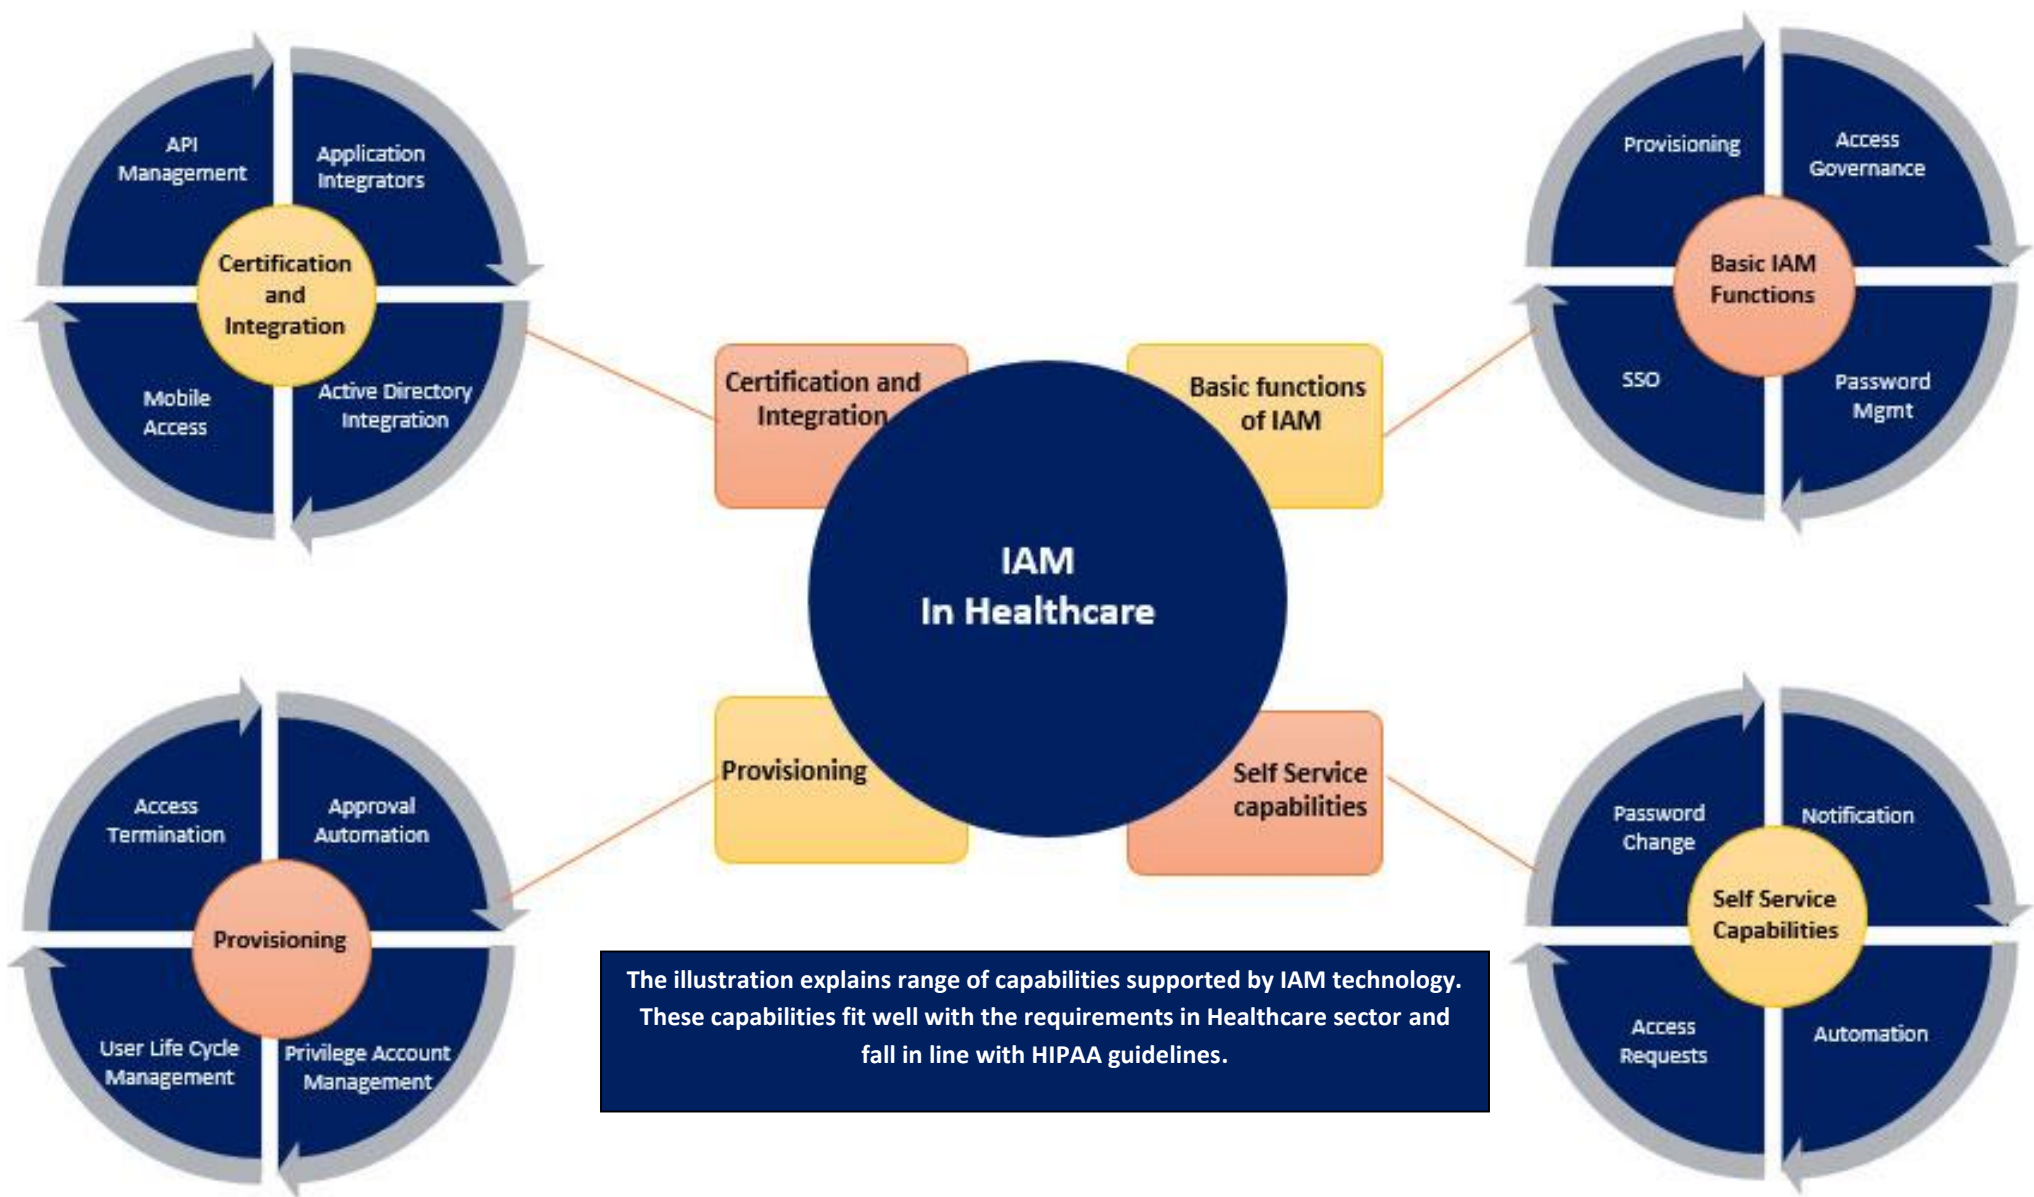 API
Management
Application
Integrators
Certification
and
Integration
Mobile
Access
Active Directory
Integration
Provisioning
Access
Governance
Basic IAM
Functions
SSO
Password
Mgmt
Certification and
Integration
Basic functions
of IAM
IAM
In Healthcare
Provisioning
Self Service
capabilities
Access
Termination
Approval
Automation
Provisioning
User Life Cycle
Management
Privilege Account
Management
Password
Change
Notification
Self Service
Capabilities
Access
Requests
Automation
The illustration explains range of capabilities supported by IAM technology.
These capabilities fit well with the requirements in Healthcare sector and
fall in line with HIPAA guidelines.